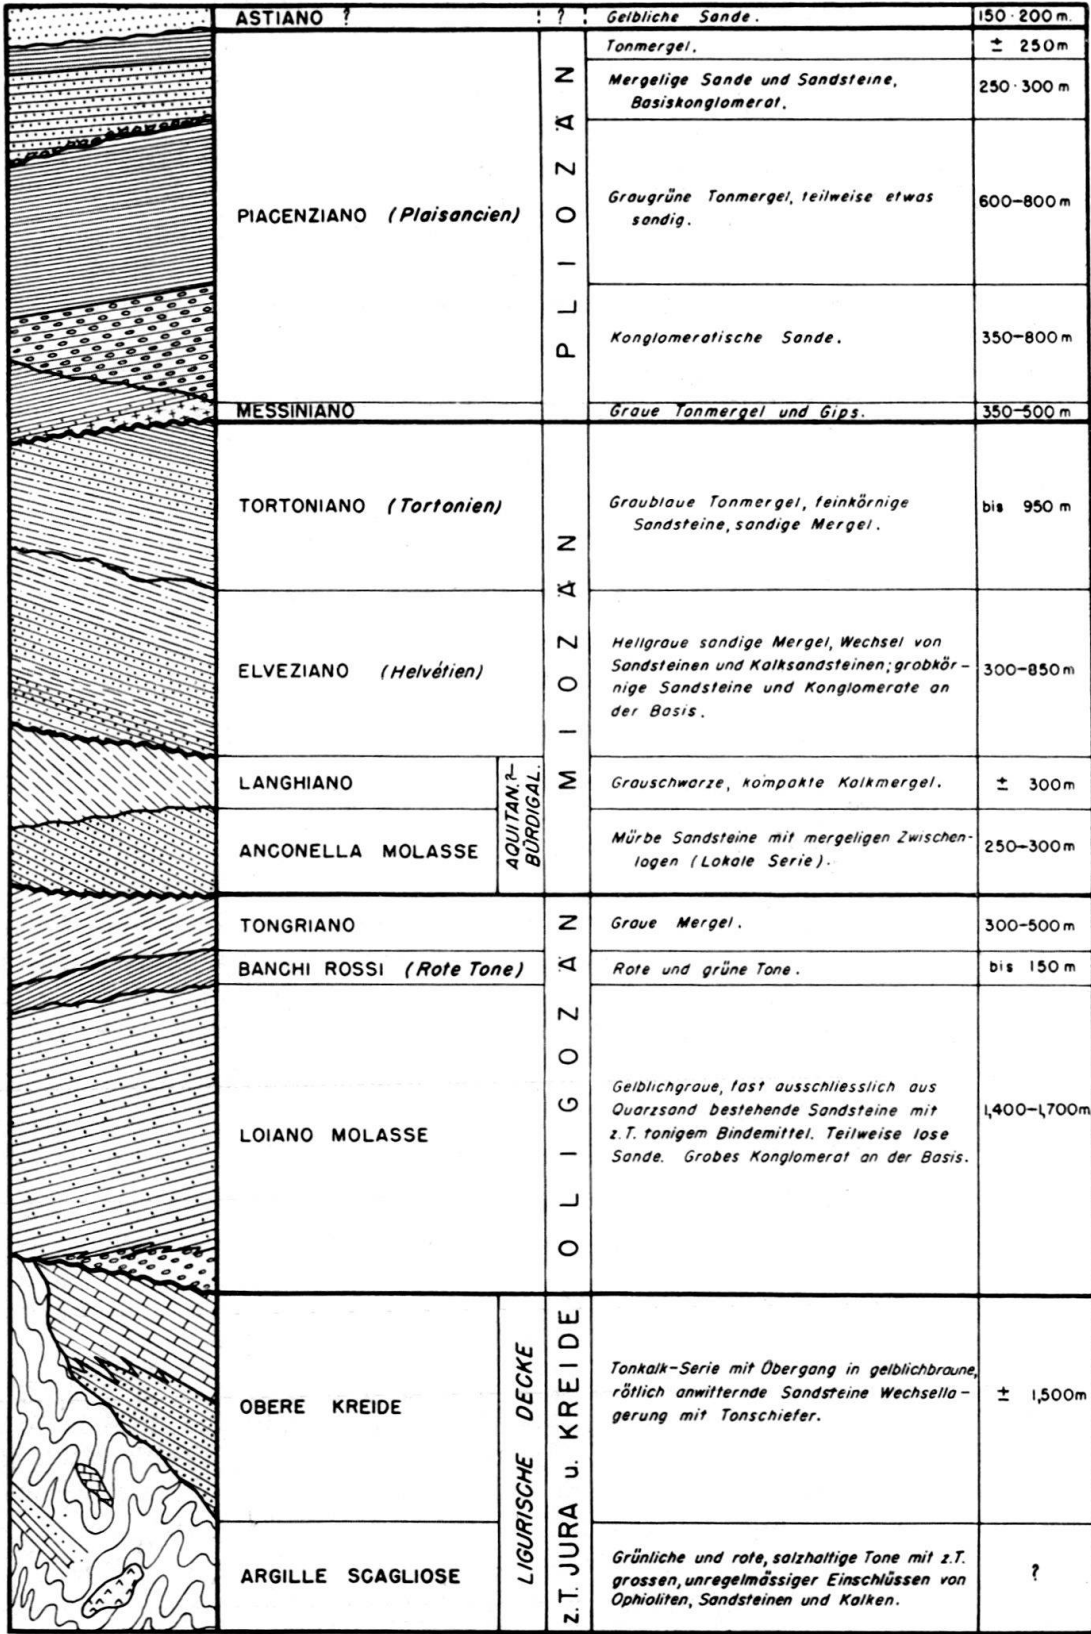 ASTIANO ? ? Gelbliche Sande. 150-200 m.
Tonmergel. ± 250 m
Mergelige Sande und Sandsteine, 250-300 m
Basiskonglomerat.
PIACENZIANO (Plaisancien)
PLIOZÄN
Graugrüne Tonmergel, teilweise etwas 600-800 m
sandig.
Konglomeratische Sande. 350-800 m
MESSINIANO Graue Tonmergel und Gips. 350-500 m
TORTONIANO (Tortonien)
MIOZÄN
Graublaue Tonmergel, feinkörnige bis 950 m
Sandsteine, sandige Mergel.
ELVEZIANO (Helvétien)
Hellgraue sandige Mergel, Wechsel von
Sandsteinen und Kalksandsteinen; grobkör- 300-850 m
nige Sandsteine und Konglomerate an
der Basis.
LANGHIANO
AQUITAN.?-
BURDIGAL.
Grauschwarze, kompakte Kalkmergel. ± 300 m
ANCONELLA MOLASSE
Mürbe Sandsteine mit mergeligen Zwischen- 250-300 m
lagen (Lokale Serie).
TONGRIANO
OLIGOZÄN
Graue Mergel. 300-500 m
BANCHI ROSSI (Rote Tone) Rote und grüne Tone. bis 150 m
LOIANO MOLASSE
Gelblichgraue, fast ausschliesslich aus
Quarzsand bestehende Sandsteine mit 1,400-1,700 m
z.T. tonigem Bindemittel. Teilweise lose
Sande. Grobes Konglomerat an der Basis.
OBERE KREIDE
LIGURISCHE DECKE
z.T. JURA u. KREIDE
Tonkalk-Serie mit Übergang in gelblichbraune,
rötlich anwitternde Sandsteine Wechsella- ± 1,500 m
gerung mit Tonschiefer.
ARGILLE SCAGLIOSE
Grünliche und rote, salzhaltige Tone mit z.T.
grossen, unregelmässiger Einschlüssen von ?
Ophioliten, Sandsteinen und Kalken.